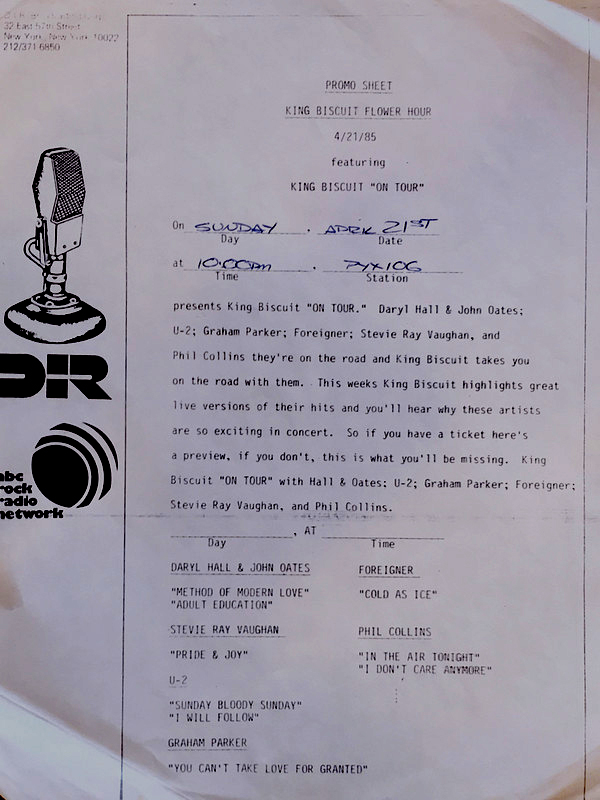 32 East 57th Street
New York, New York 10022
212/371 6850
PROMO SHEET
KING BISCUIT FLOWER HOUR
4/21/85
featuring
KING BISCUIT "ON TOUR"
On SUNDAY , APRIL 21ST
Day Date
at 10:00PM , PYX106
Time Station
presents King Biscuit "ON TOUR." Daryl Hall & John Oates;
U-2; Graham Parker; Foreigner; Stevie Ray Vaughan, and
Phil Collins they're on the road and King Biscuit takes you
on the road with them. This weeks King Biscuit highlights great
live versions of their hits and you'll hear why these artists
are so exciting in concert. So if you have a ticket here's
a preview, if you don't, this is what you'll be missing. King
Biscuit "ON TOUR" with Hall & Oates; U-2; Graham Parker; Foreigner;
Stevie Ray Vaughan, and Phil Collins.
, AT
Day Time
DIR
abc
rock
radio
network
DARYL HALL & JOHN OATES
"METHOD OF MODERN LOVE"
"ADULT EDUCATION"
STEVIE RAY VAUGHAN
"PRIDE & JOY"
U-2
"SUNDAY BLOODY SUNDAY"
"I WILL FOLLOW"
GRAHAM PARKER
"YOU CAN'T TAKE LOVE FOR GRANTED"
FOREIGNER
"COLD AS ICE"
PHIL COLLINS
"IN THE AIR TONIGHT"
"I DON'T CARE ANYMORE"